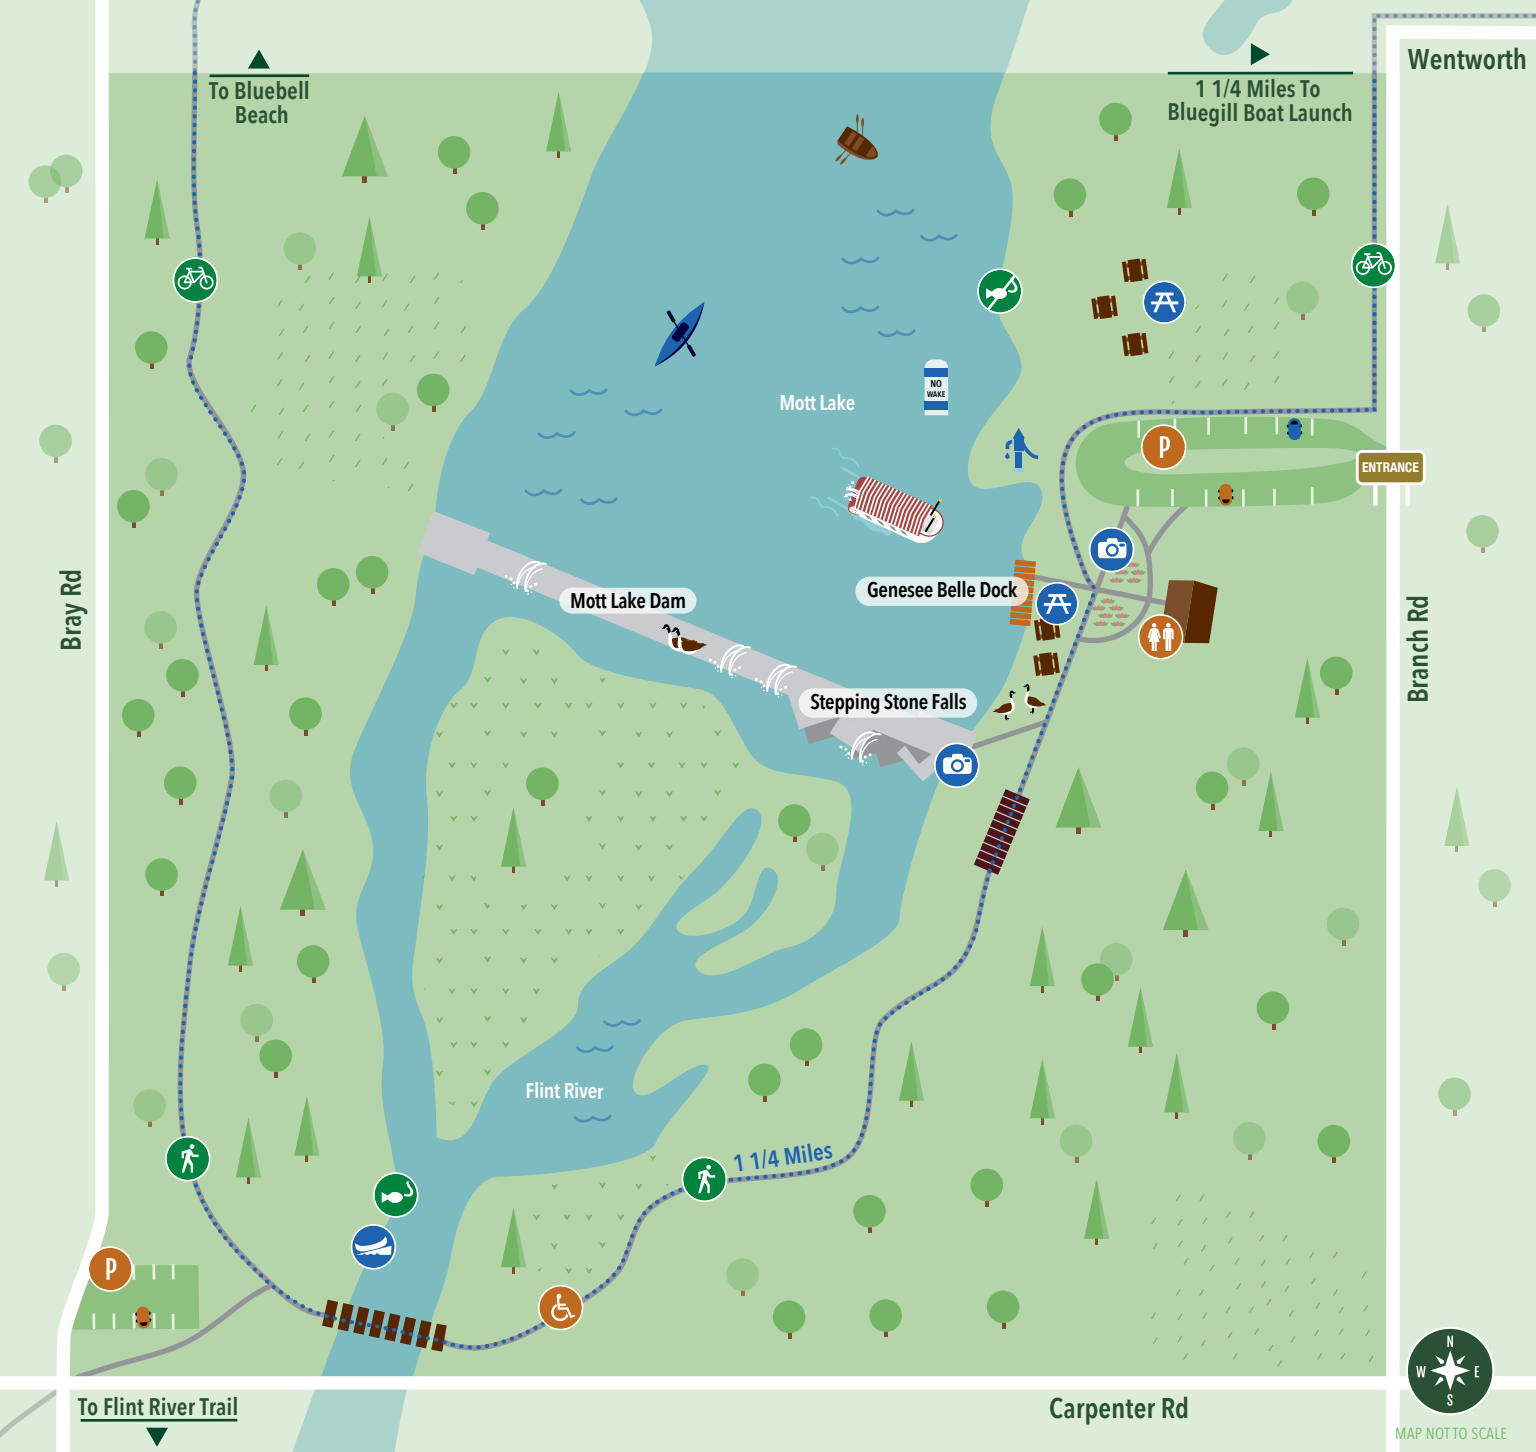 Wentworth
To Bluebell
Beach
1 1/4 Miles To
Bluegill Boat Launch
NO
WAKE
Mott Lake
P
ENTRANCE
Bray Rd
Mott Lake Dam
Genesee Belle Dock
Branch Rd
Stepping Stone Falls
Flint River
1 1/4 Miles
P
To Flint River Trail
Carpenter Rd
N
W E
S
MAP NOT TO SCALE